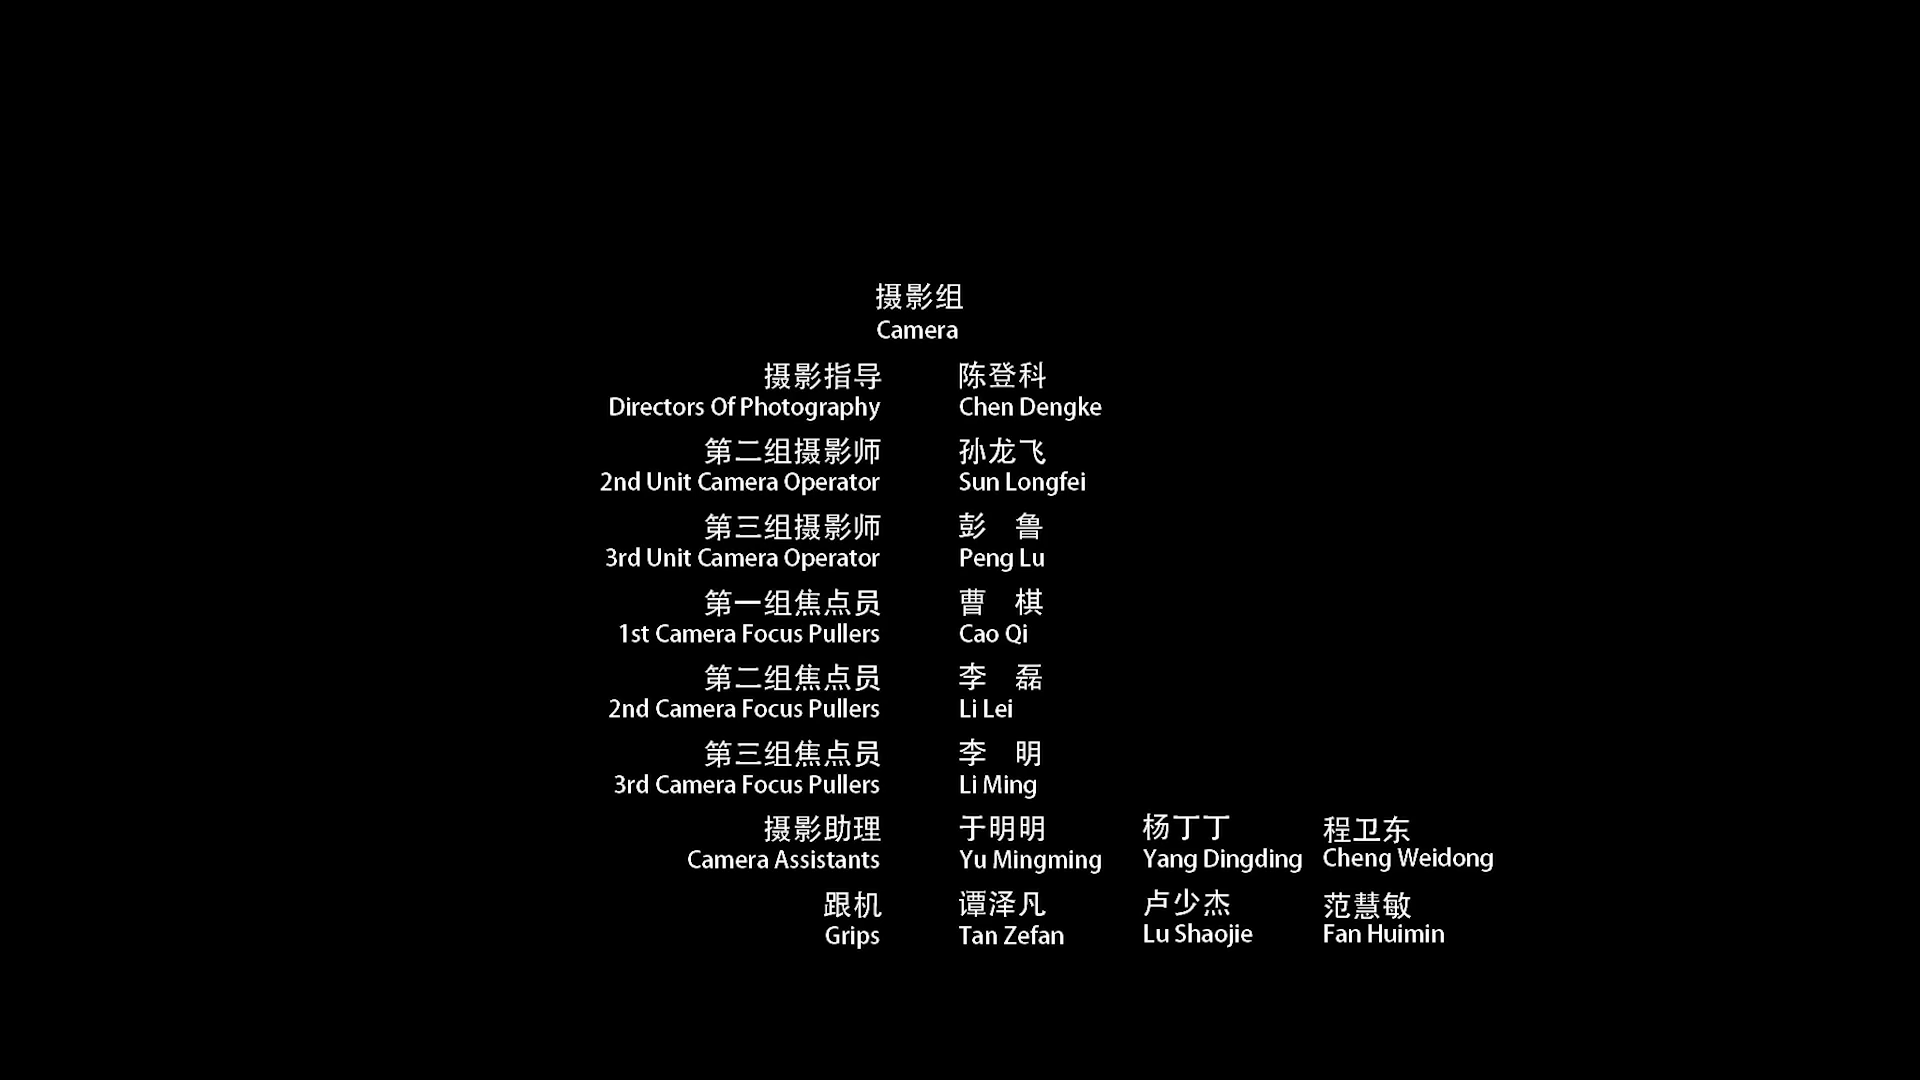 摄影组
Camera
摄影指导 陈登科
Directors Of Photography Chen Dengke
第二组摄影师 孙龙飞
2nd Unit Camera Operator Sun Longfei
第三组摄影师 彭 鲁
3rd Unit Camera Operator Peng Lu
第一组焦点员 曹 棋
1st Camera Focus Pullers Cao Qi
第二组焦点员 李 磊
2nd Camera Focus Pullers Li Lei
第三组焦点员 李 明
3rd Camera Focus Pullers Li Ming
摄影助理 于明明 杨丁丁 程卫东
Camera Assistants Yu Mingming Yang Dingding Cheng Weidong
跟机 谭泽凡 卢少杰 范慧敏
Grips Tan Zefan Lu Shaojie Fan Huimin